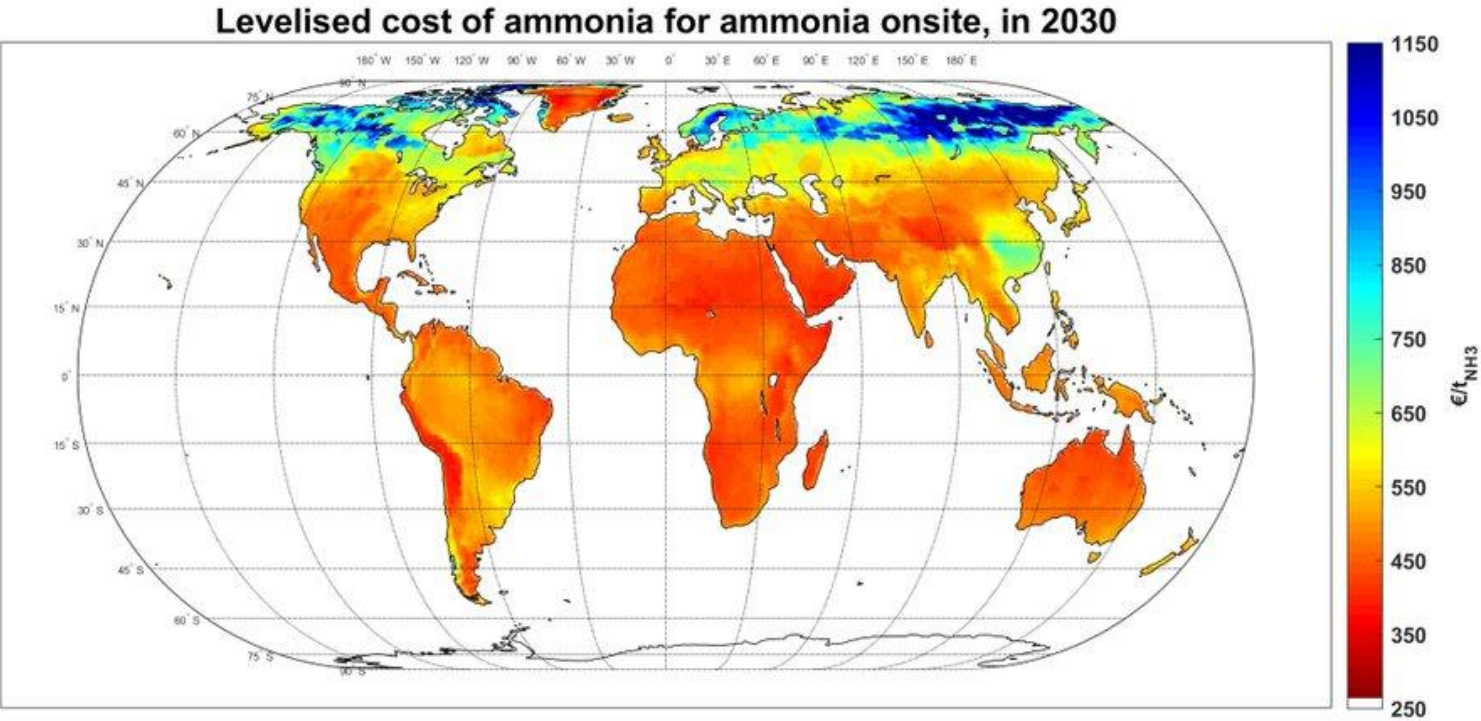 Levelised cost of ammonia for ammonia onsite, in 2030
180° W 150° W 120° W 90° W 60° W 30° W 0° 30° E 60° E 90° E 120° E 150° E 180° E
90° N
75° N
60° N
45° N
30° N
15° N
0°
15° S
30° S
45° S
60° S
75° S
90° S
1150
1050
950
850
750
650
550
450
350
250
€/tNH3